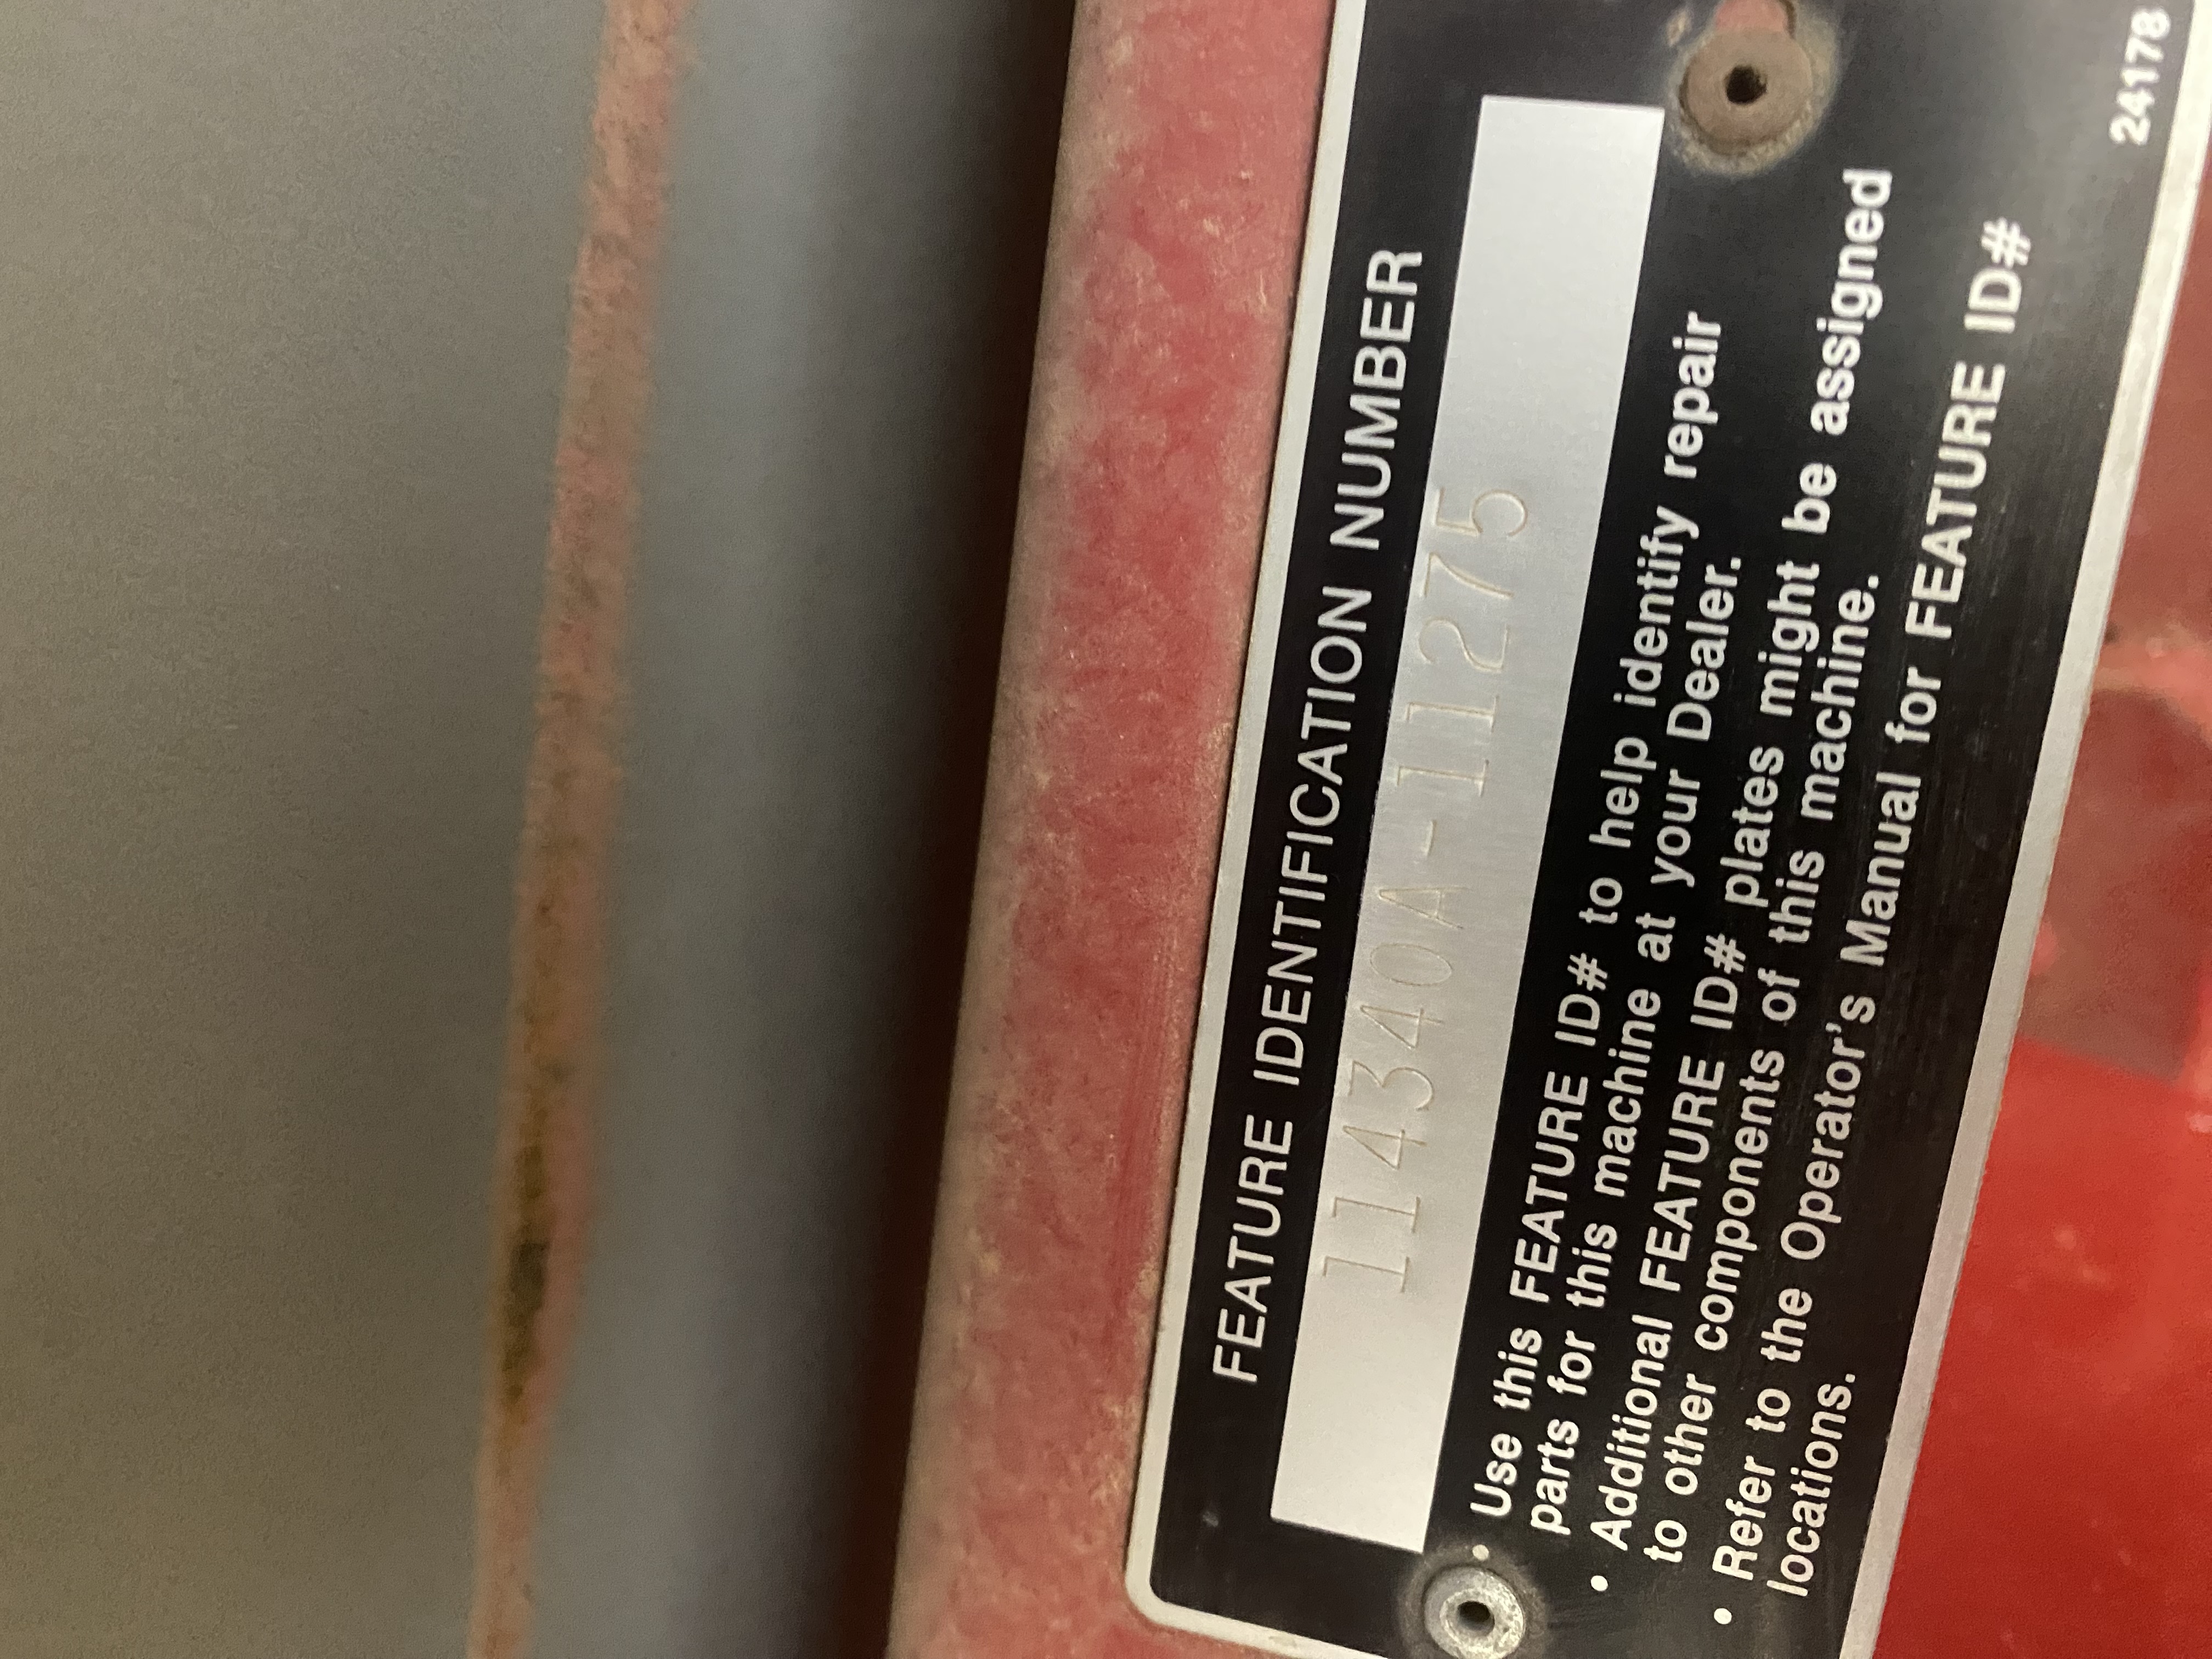 FEATURE IDENTIFICATION NUMBER
114340A-11275
• Use this FEATURE ID# to help identify repair
parts for this machine at your Dealer.
• Additional FEATURE ID# plates might be assigned
to other components of this machine.
• Refer to the Operator's Manual for FEATURE ID#
locations.
24178